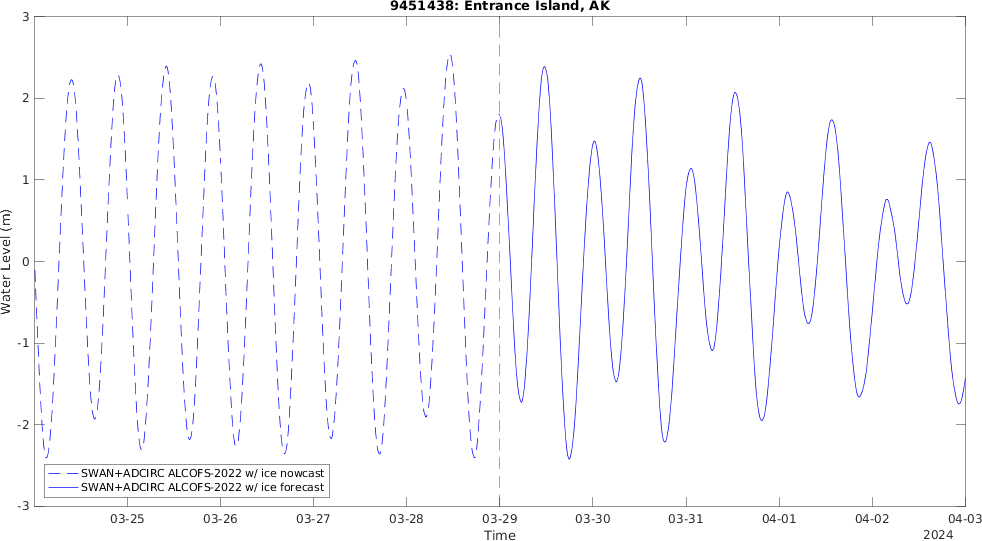 9451438: Entrance Island, AK
3
2
1
0
-1
-2
-3
Water Level (m)
SWAN+ADCIRC ALCOFS-2022 w/ ice nowcast
SWAN+ADCIRC ALCOFS-2022 w/ ice forecast
03-25 03-26 03-27 03-28 03-29 03-30 03-31 04-01 04-02 04-03
Time 2024